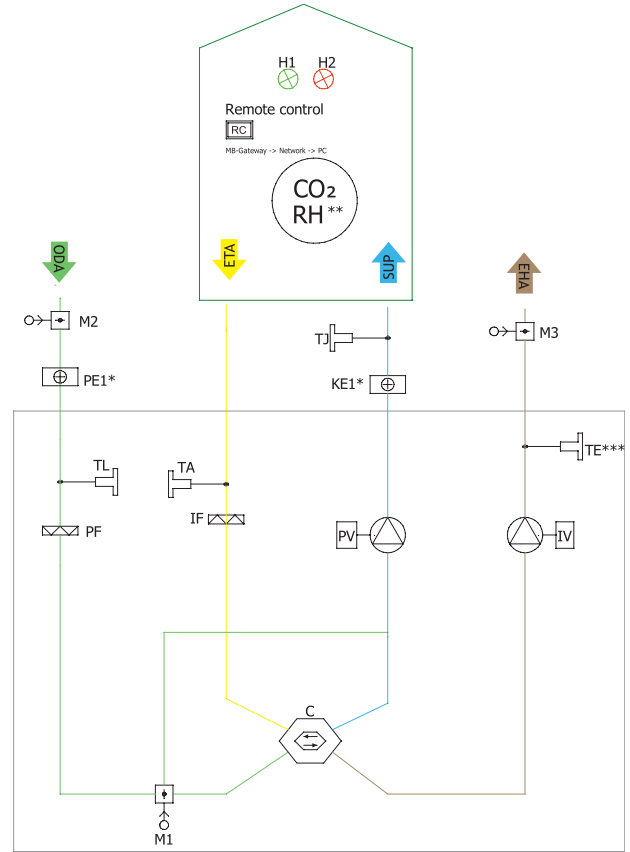 H1 H2
Remote control
RC
MB-Gateway -> Network -> PC
CO₂
RH**
ODA
ETA
SUP
EHA
M2
M3
TJ
PE1*
KE1*
TL
TA
TE***
IF
PF
PV
IV
C
M1